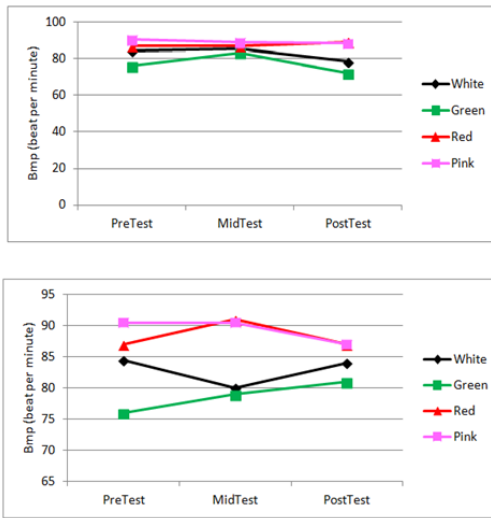 Bmp (beat per minute)
100
80
60
40
20
0
PreTest
MidTest
PostTest
White
Green
Red
Pink
Bmp (beat per minute)
95
90
85
80
75
70
65
PreTest
MidTest
PostTest
White
Green
Red
Pink